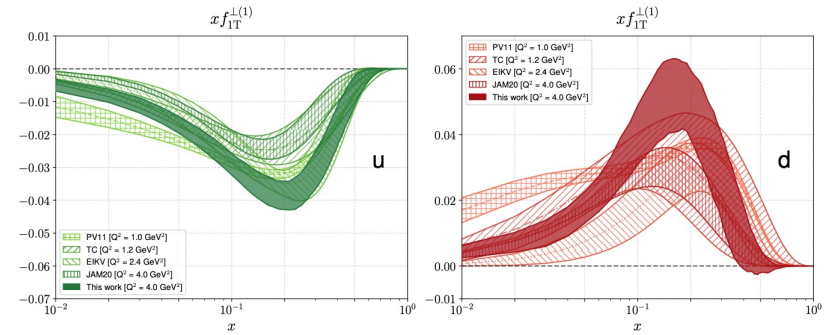 xf_{1T}^{⊥(1)}
0.01
0.00
−0.01
−0.02
−0.03
−0.04
−0.05
−0.06
−0.07
u
PV11 [Q² = 1.0 GeV²]
TC [Q² = 1.2 GeV²]
EIKV [Q² = 2.4 GeV²]
JAM20 [Q² = 4.0 GeV²]
This work [Q² = 4.0 GeV²]
10⁻² 10⁻¹ 10⁰
x
xf_{1T}^{⊥(1)}
PV11 [Q² = 1.0 GeV²]
TC [Q² = 1.2 GeV²]
EIKV [Q² = 2.4 GeV²]
JAM20 [Q² = 4.0 GeV²]
This work [Q² = 4.0 GeV²]
0.06
0.04
0.02
0.00
−0.01
d
10⁻² 10⁻¹ 10⁰
x